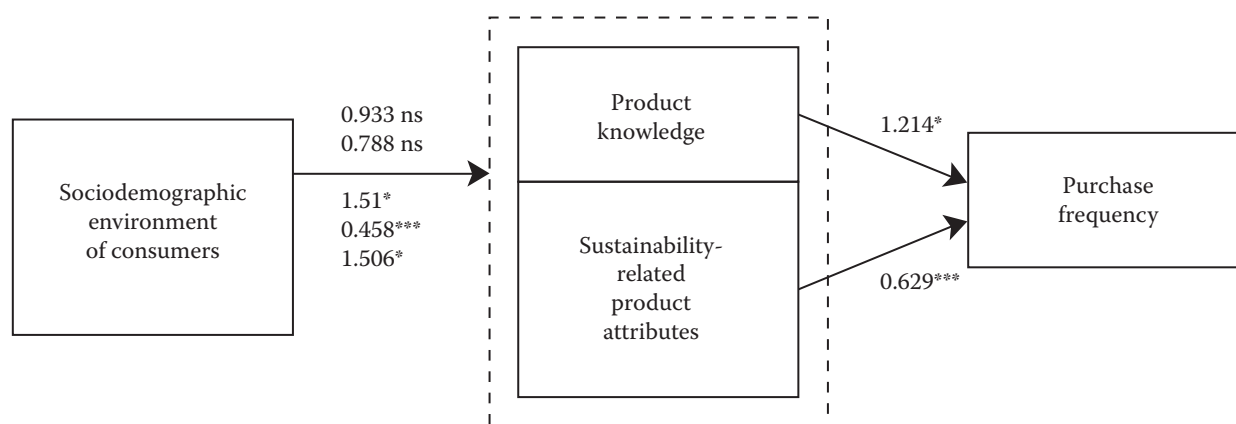 Sociodemographic
environment
of consumers
0.933 ns
0.788 ns
1.51*
0.458***
1.506*
Product
knowledge
Sustainability-
related
product
attributes
1.214*
0.629***
Purchase
frequency